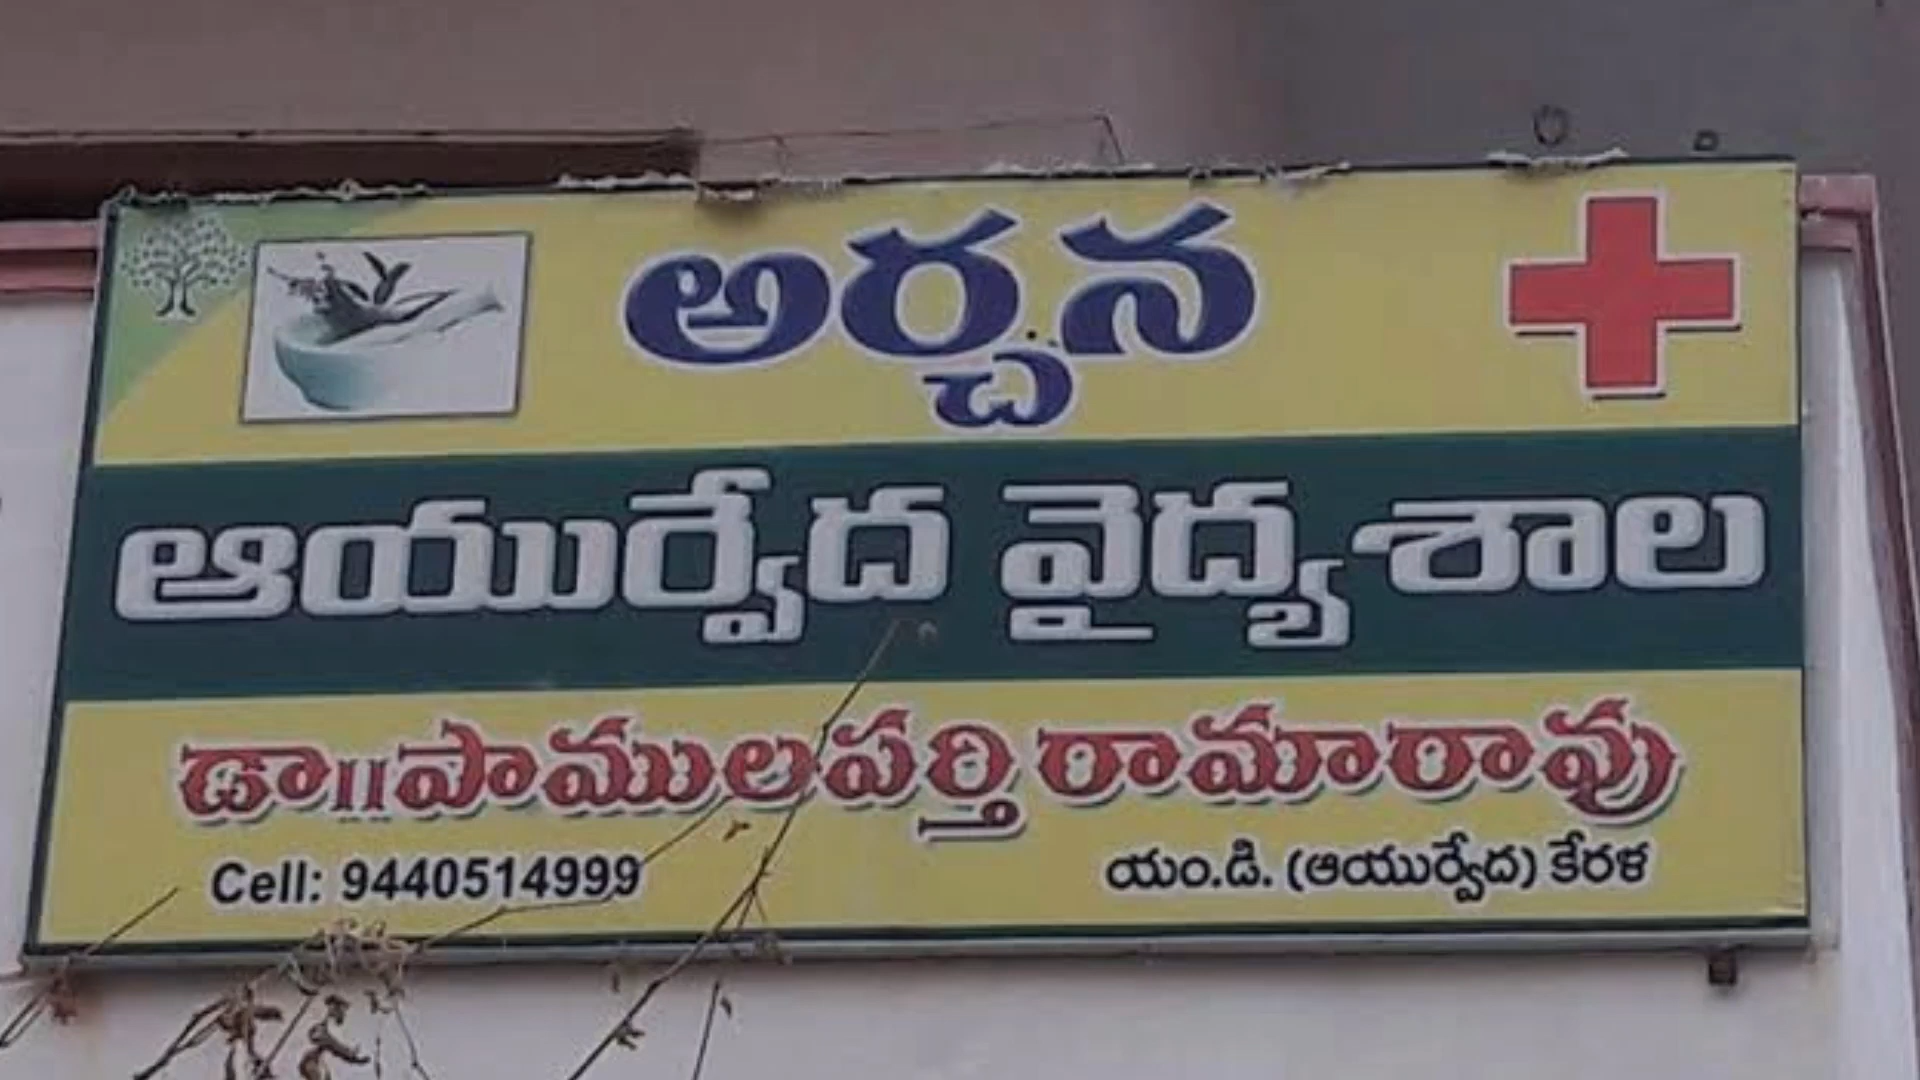 అర్చన
ఆయుర్వేద వైద్యశాల
డా॥పాములపర్తి రామారావు
Cell: 9440514999 యం.డి. (ఆయుర్వేద) కేరళ